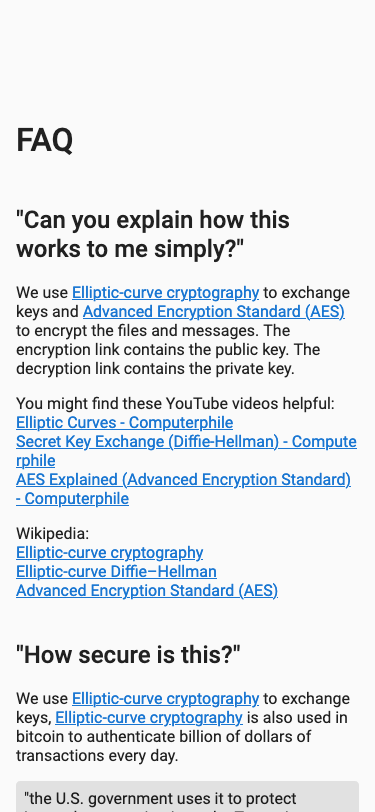 FAQ
"Can you explain how this
works to me simply?"
We use Elliptic-curve cryptography to exchange
keys and Advanced Encryption Standard (AES)
to encrypt the files and messages. The
encryption link contains the public key. The
decryption link contains the private key.
You might find these YouTube videos helpful:
Elliptic Curves - Computerphile
Secret Key Exchange (Diffie-Hellman) - Compute
rphile
AES Explained (Advanced Encryption Standard)
- Computerphile
Wikipedia:
Elliptic-curve cryptography
Elliptic-curve Diffie–Hellman
Advanced Encryption Standard (AES)
"How secure is this?"
We use Elliptic-curve cryptography to exchange
keys, Elliptic-curve cryptography is also used in
bitcoin to authenticate billion of dollars of
transactions every day.
"the U.S. government uses it to protect